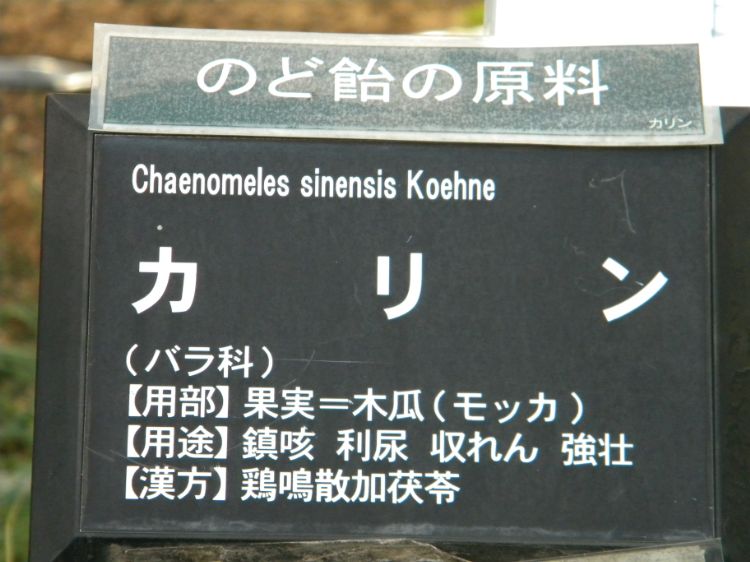 のど飴の原料
カリン
Chaenomeles sinensis Koehne
カリン
(バラ科)
【用部】果実=木瓜(モッカ)
【用途】鎮咳 利尿 収れん 強壮
【漢方】鶏鳴散加茯苓